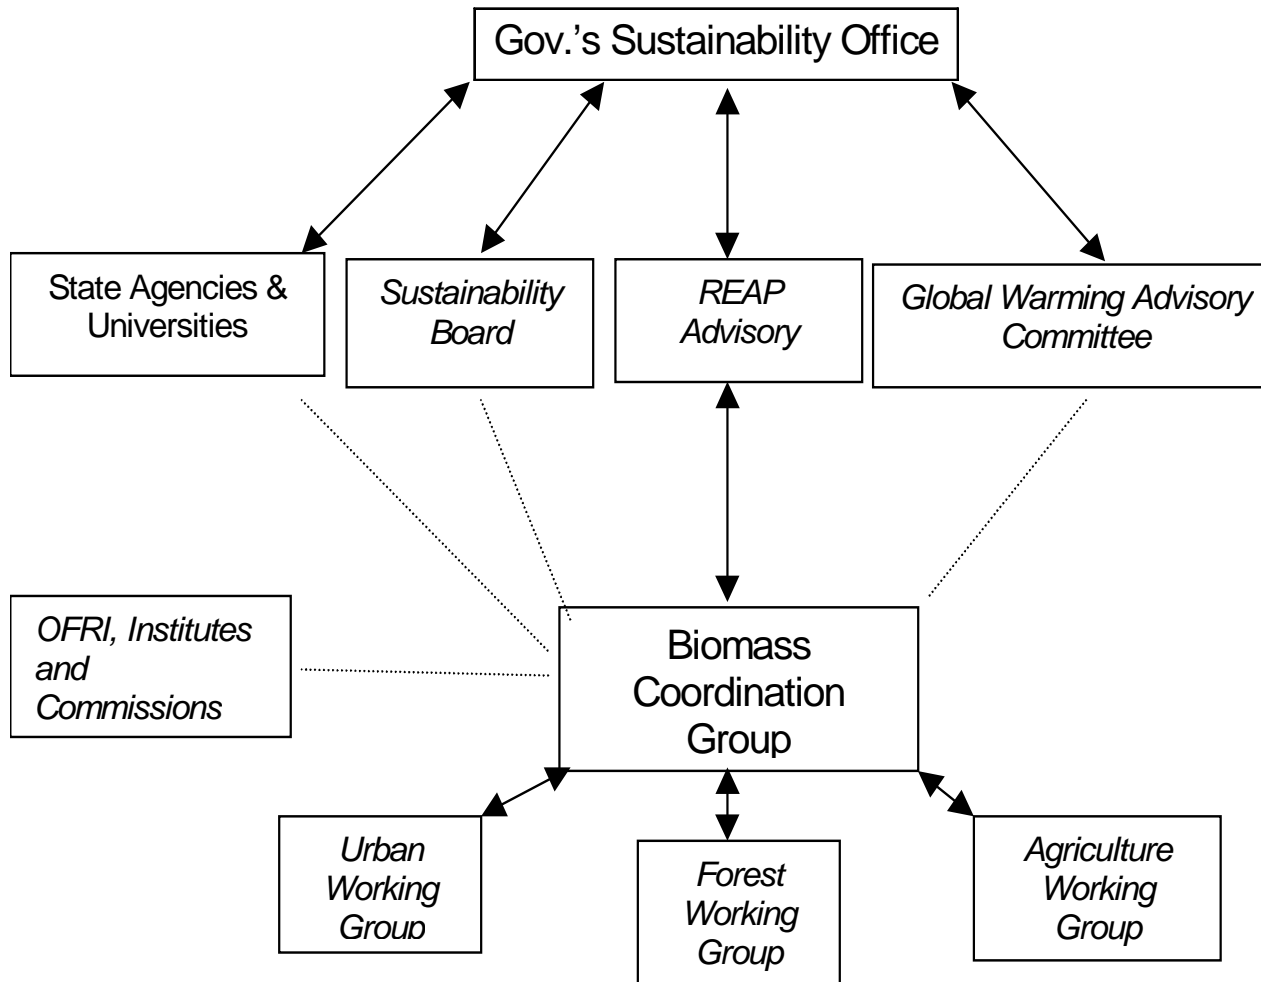 Gov.'s Sustainability Office
State Agencies &
Universities
Sustainability
Board
REAP
Advisory
Global Warming Advisory
Committee
OFRI, Institutes
and
Commissions
Biomass
Coordination
Group
Urban
Working
Group
Forest
Working
Group
Agriculture
Working
Group